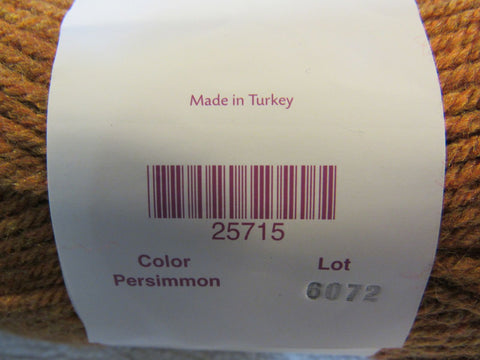 Made in Turkey
25715
Color
Persimmon
Lot
6072